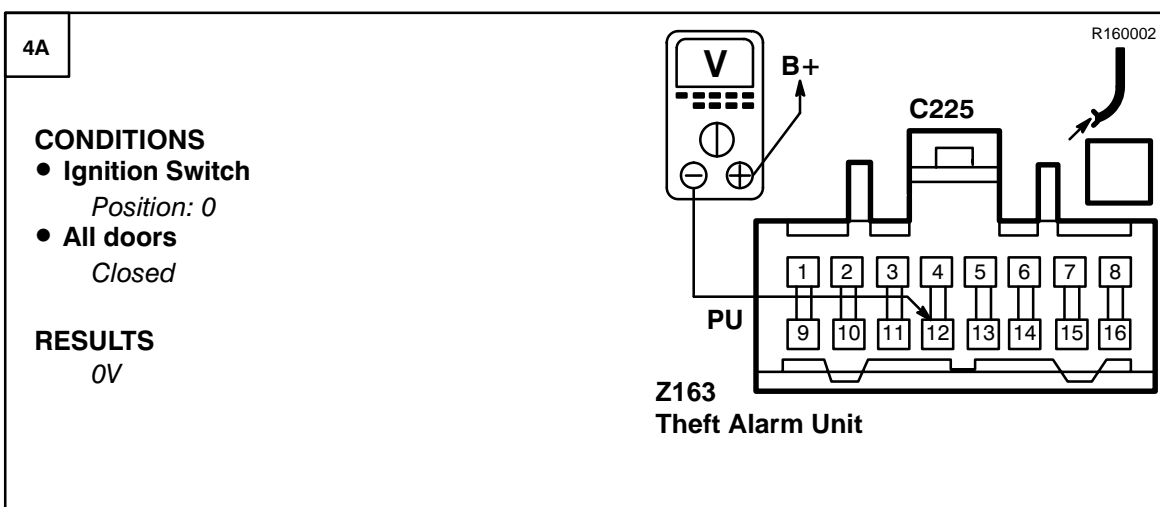 4A
CONDITIONS
● Ignition Switch
Position: 0
● All doors
Closed
RESULTS
0V
R160002
V
B+
C225
1 2 3 4 5 6 7 8
PU
9 10 11 12 13 14 15 16
Z163
Theft Alarm Unit